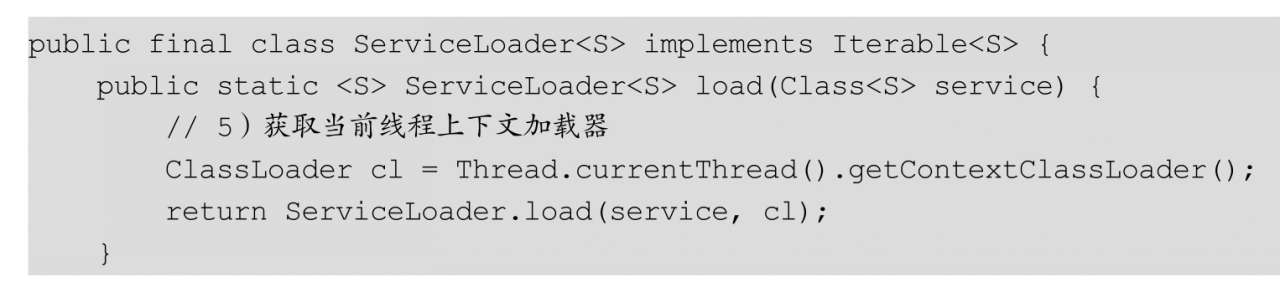 public final class ServiceLoader<S> implements Iterable<S> {
    public static <S> ServiceLoader<S> load(Class<S> service) {
        // 5）获取当前线程上下文加载器
        ClassLoader cl = Thread.currentThread().getContextClassLoader();
        return ServiceLoader.load(service, cl);
    }